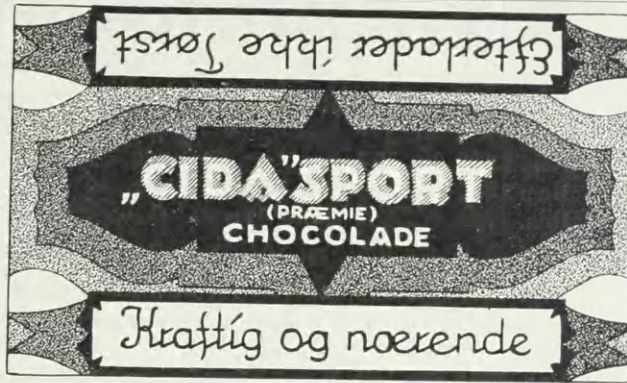 Efterlader ikke Tørst
„CIDA” SPORT
(PRÆMIE)
CHOCOLADE
Kraftig og nærende